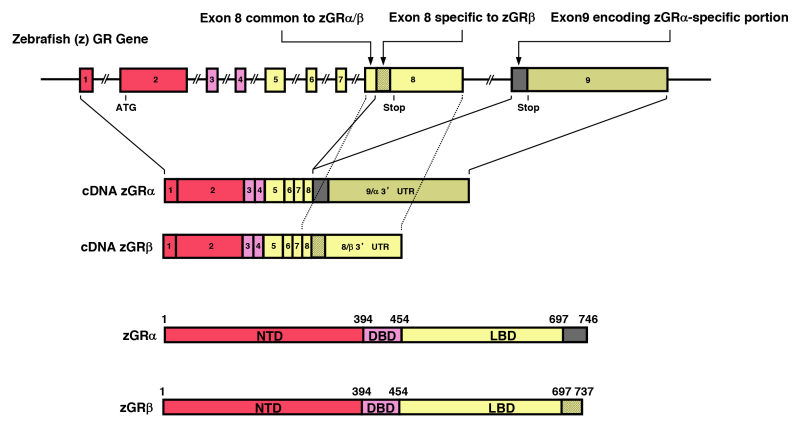 Exon 8 common to zGRα/β Exon 8 specific to zGRβ Exon9 encoding zGRα-specific portion
Zebrafish (z) GR Gene
1 2 3 4 5 6 7 8 9
ATG Stop Stop
cDNA zGRα 1 2 3 4 5 6 7 8 9/α 3' UTR
cDNA zGRβ 1 2 3 4 5 6 7 8 8/β 3' UTR
1 394 454 697 746
zGRα NTD DBD LBD
1 394 454 697 737
zGRβ NTD DBD LBD